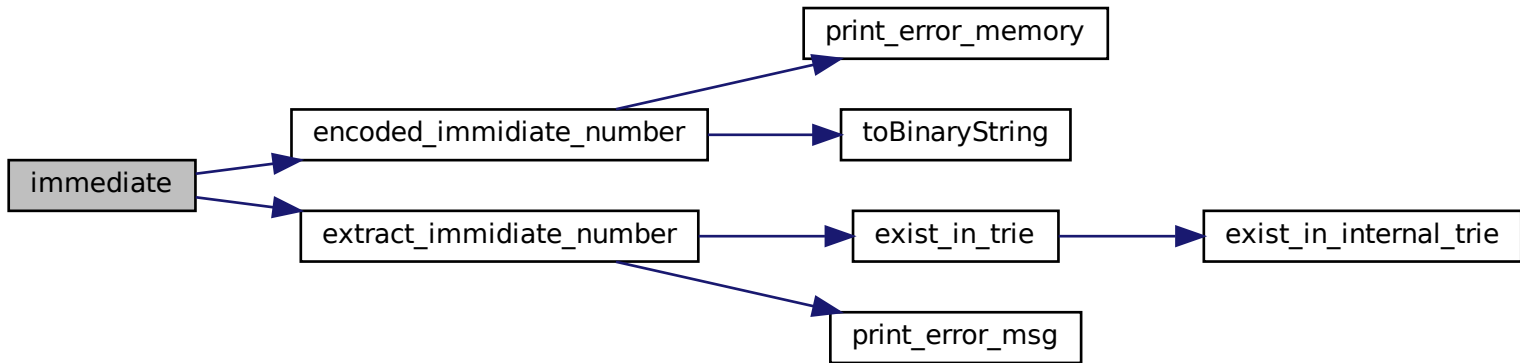 immediate
encoded_immidiate_number
print_error_memory
toBinaryString
extract_immidiate_number
exist_in_trie
exist_in_internal_trie
print_error_msg